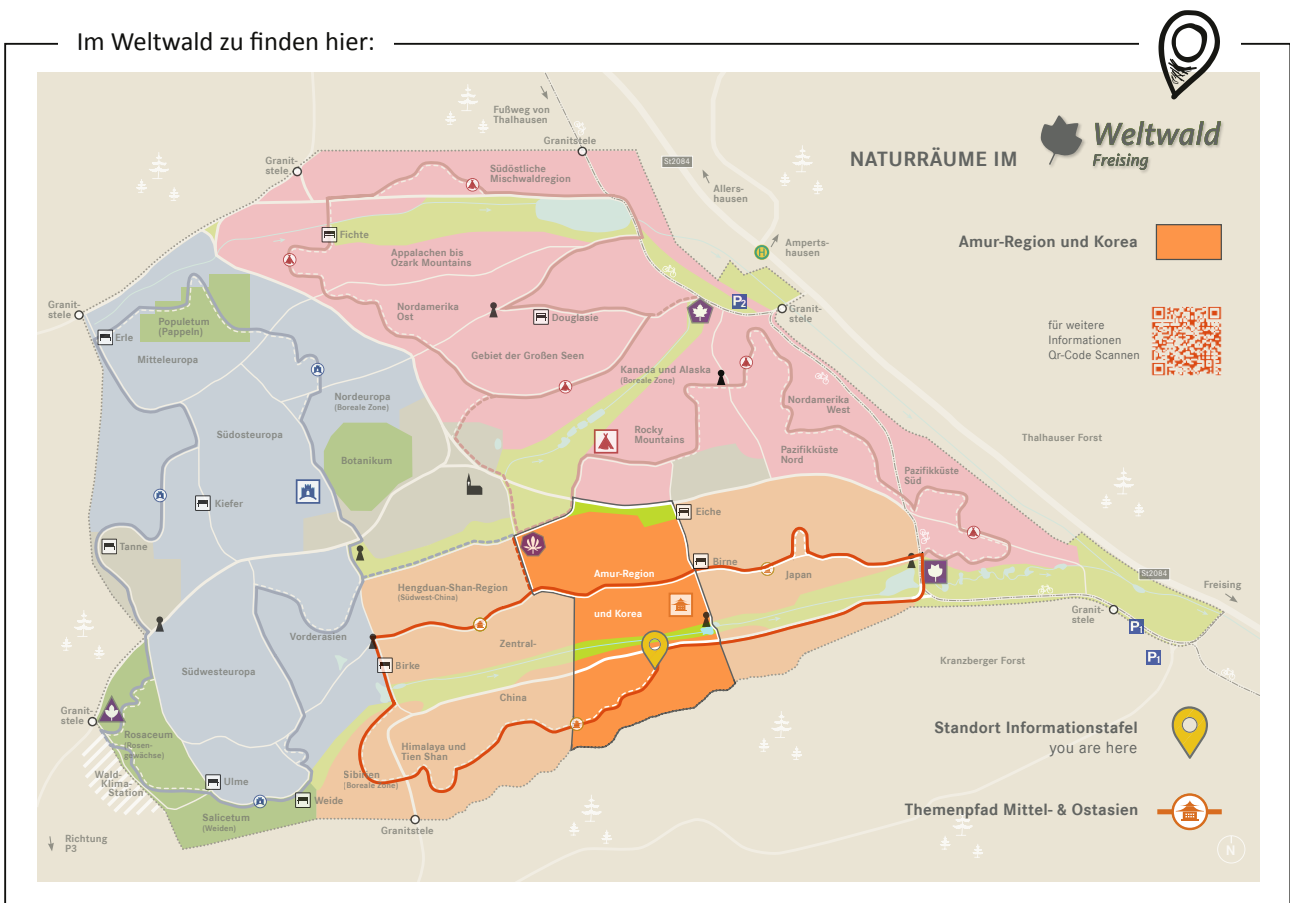 Im Weltwald zu finden hier:
Fußweg von
Thalhausen
Granitstele
Granit-
stele
Südöstliche
Mischwaldregion
St2084
Allers-
hausen
NATURRÄUME IM
Weltwald
Freising
Fichte
Appalachen bis
Ozark Mountains
H
Amperts-
hausen
Amur-Region und Korea
Granit-
stele
Populetum
(Pappeln)
Erle
Mitteleuropa
Nordamerika
Ost
Douglasie
P2
Granit-
stele
für weitere
Informationen
Qr-Code Scannen
Gebiet der Großen Seen
Kanada und Alaska
(Boreale Zone)
Nordeuropa
(Boreale Zone)
Nordamerika
West
Südosteuropa
Botanikum
Rocky
Mountains
Pazifikküste
Nord
Thalhauser Forst
Pazifikküste
Süd
Kiefer
Eiche
Tanne
Birne
Amur-Region
Japan
Hengduan-Shan-Region
(Südwest-China)
St2084
Freising
und Korea
Granit-
stele
P1
P1
Vorderasien
Zentral-
Birke
Kranzberger Forst
Südwesteuropa
China
Granit-
stele
Rosaceum
(Rosen-
gewächse)
Himalaya und
Tien Shan
Standort Informationstafel
you are here
Wald-
Klima-
Station
Ulme
Sibirien
(Boreale Zone)
Weide
Salicetum
(Weiden)
Granitstele
Themenpfad Mittel- & Ostasien
Richtung
P3
N